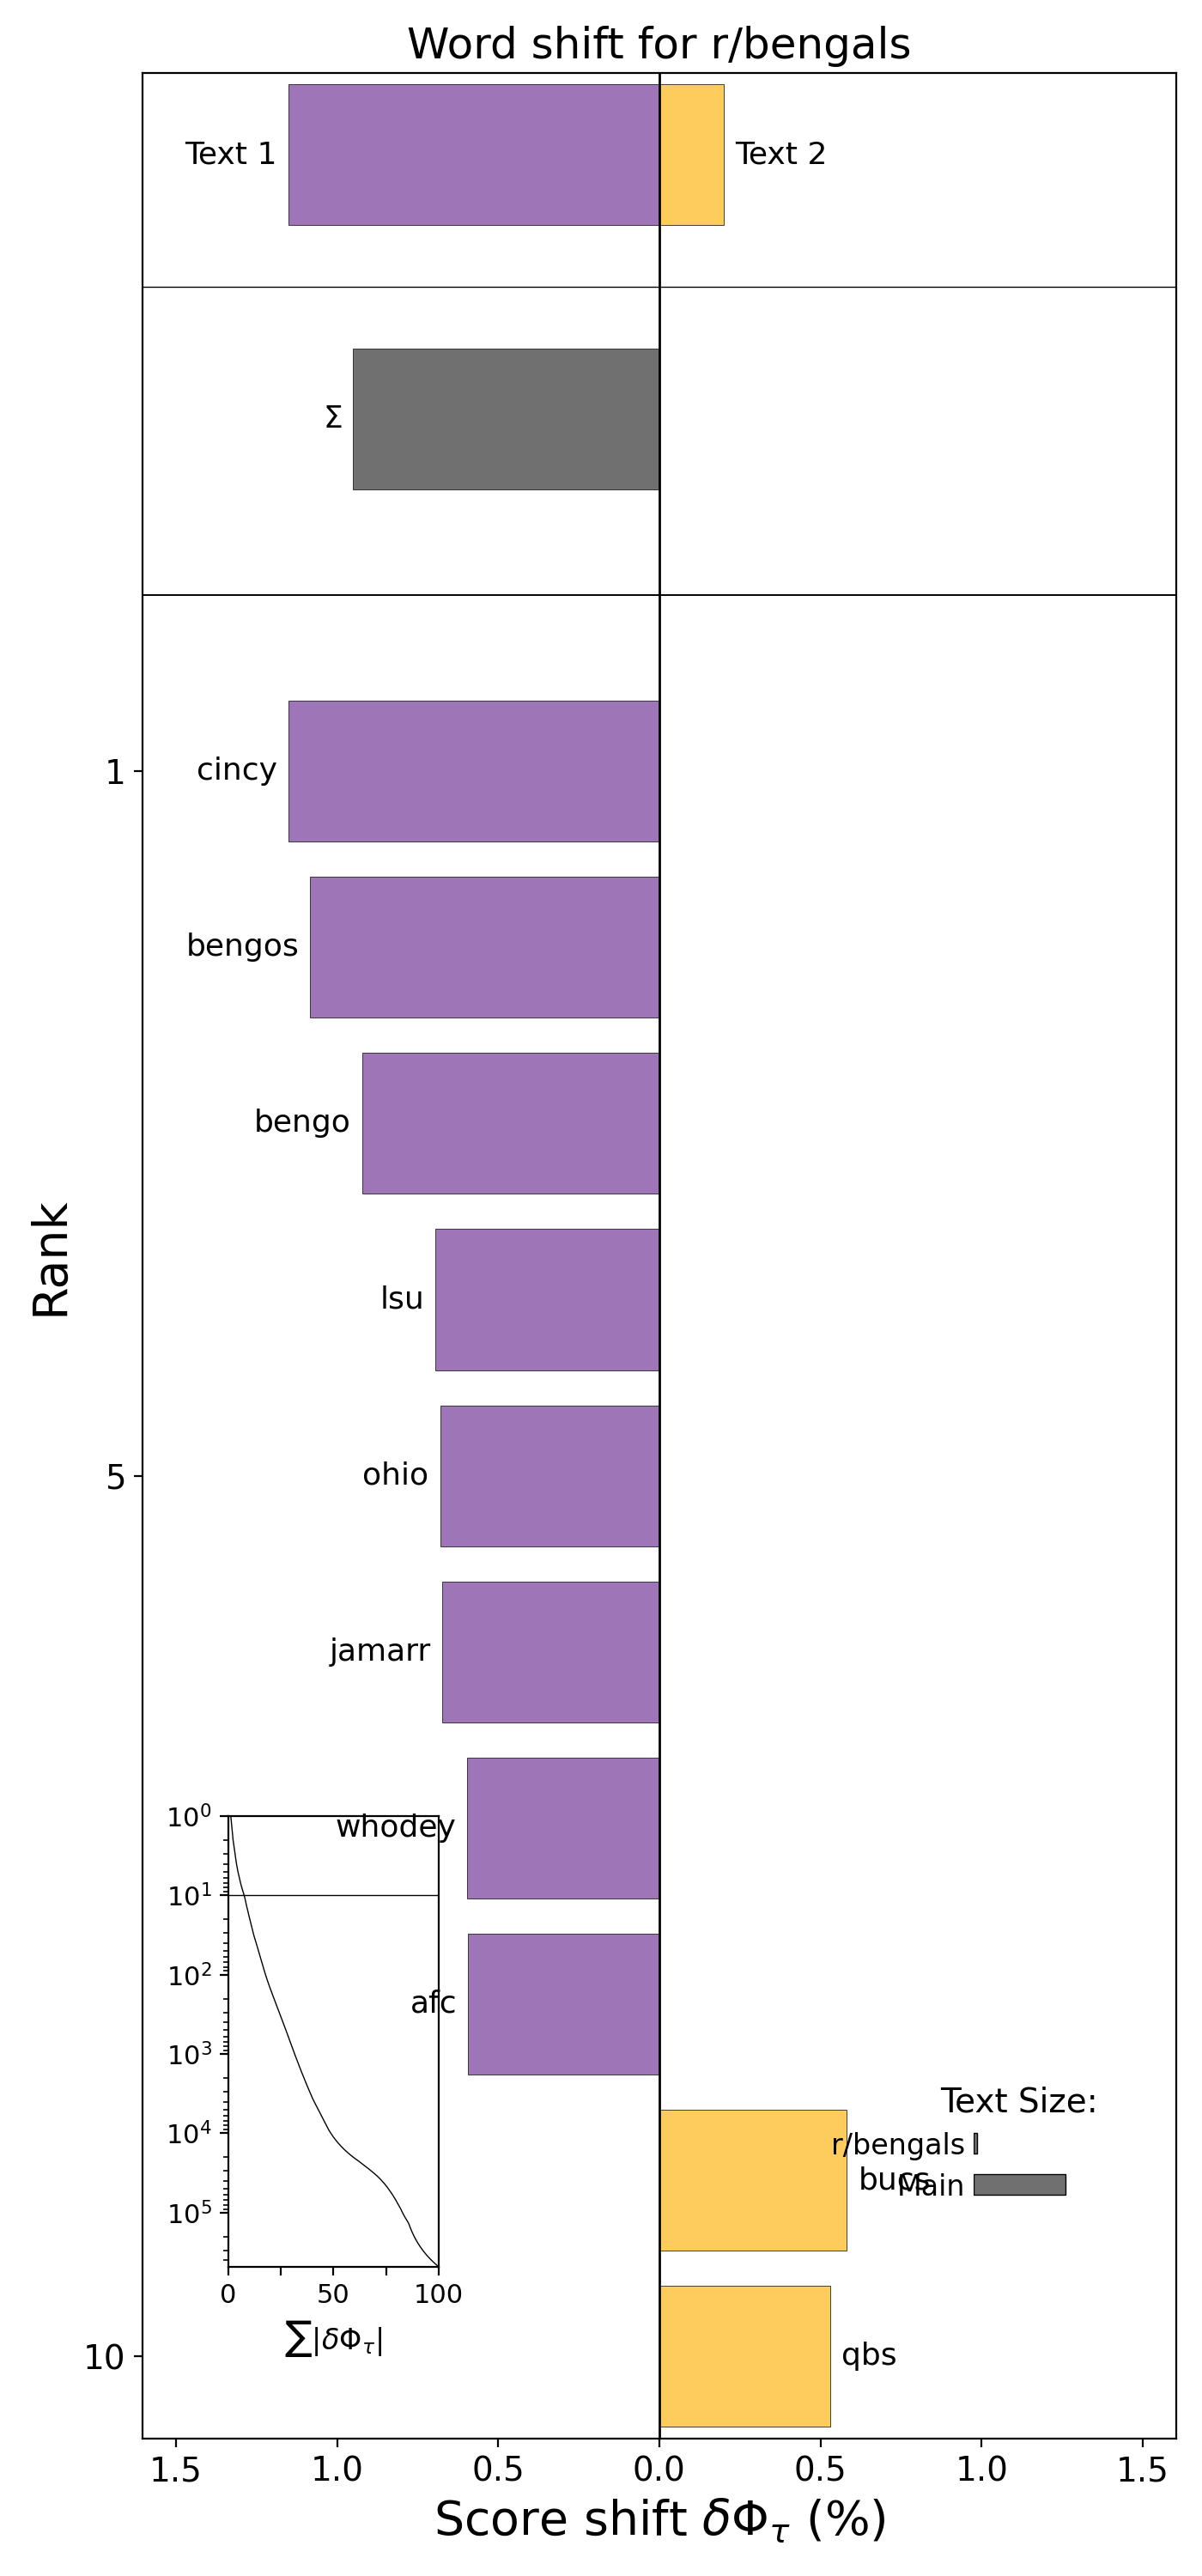 Word shift for r/bengals
Text 1
Text 2
Σ
cincy
1
bengos
bengo
Rank
lsu
ohio
5
jamarr
whodey
10⁰
10¹
afc
10²
10³
10⁴
10⁵
0 50 100
∑|δΦτ|
Text Size:
r/bengals
bucs
Main
qbs
10
1.5 1.0 0.5 0.0 0.5 1.0 1.5
Score shift δΦτ (%)